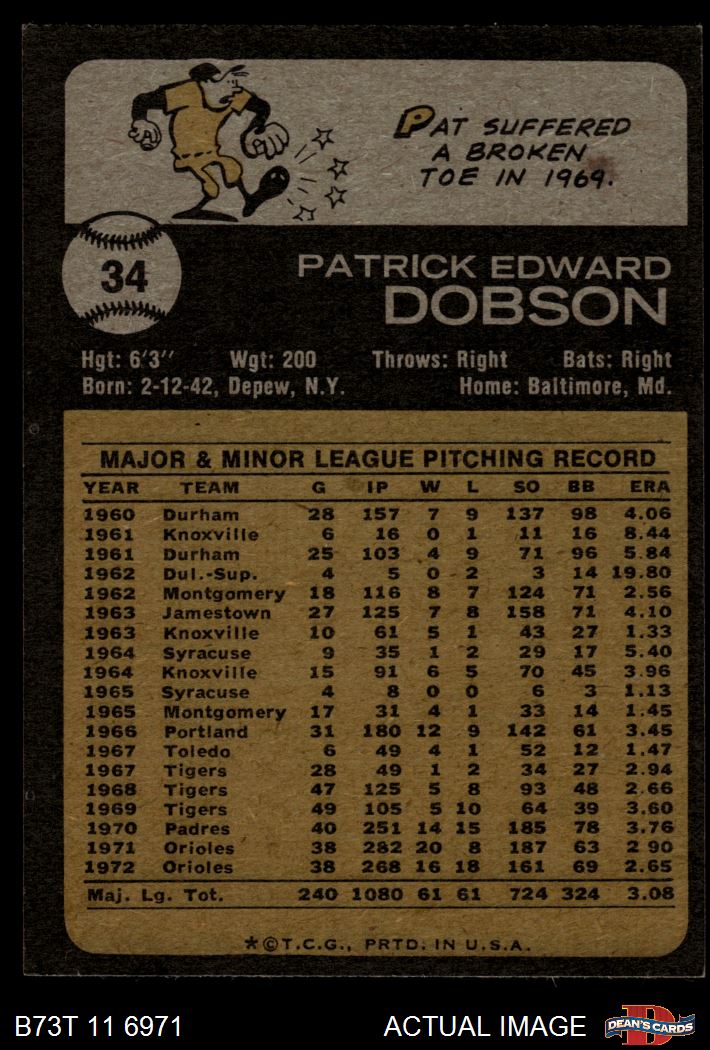 PAT SUFFERED
A BROKEN
TOE IN 1969.
34
PATRICK EDWARD
DOBSON
Hgt: 6'3" Wgt: 200 Throws: Right Bats: Right
Born: 2-12-42, Depew, N.Y. Home: Baltimore, Md.
MAJOR & MINOR LEAGUE PITCHING RECORD
YEAR TEAM G IP W L SO BB ERA
1960 Durham 28 157 7 9 137 98 4.06
1961 Knoxville 6 16 0 1 11 16 8.44
1961 Durham 25 103 4 9 71 96 5.84
1962 Dul.-Sup. 4 5 0 2 3 14 19.80
1962 Montgomery 18 116 8 7 124 71 2.56
1963 Jamestown 27 125 7 8 158 71 4.10
1963 Knoxville 10 61 5 1 43 27 1.33
1964 Syracuse 9 35 1 2 29 17 5.40
1964 Knoxville 15 91 6 5 70 45 3.96
1965 Syracuse 4 8 0 0 6 3 1.13
1965 Montgomery 17 31 4 1 33 14 1.45
1966 Portland 31 180 12 9 142 61 3.45
1967 Toledo 6 49 4 1 52 12 1.47
1967 Tigers 28 49 1 2 34 27 2.94
1968 Tigers 47 125 5 8 93 48 2.66
1969 Tigers 49 105 5 10 64 39 3.60
1970 Padres 40 251 14 15 185 78 3.76
1971 Orioles 38 282 20 8 187 63 2 90
1972 Orioles 38 268 16 18 161 69 2.65
Maj. Lg. Tot. 240 1080 61 61 724 324 3.08
*©T.C.G., PRTD. IN U.S.A.
B73T 11 6971 ACTUAL IMAGE D DEAN'S CARDS